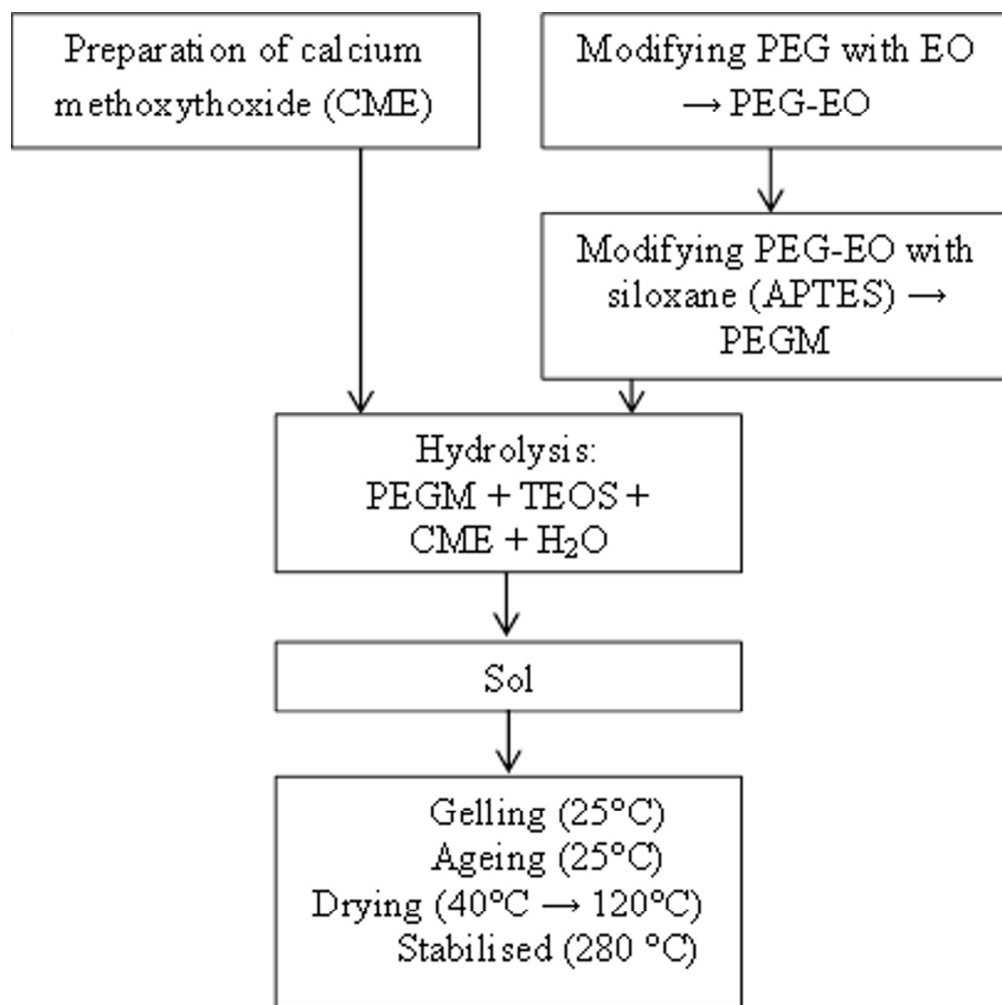 Preparation of calcium
methoxythoxide (CME)
Modifying PEG with EO
→ PEG-EO
Modifying PEG-EO with
siloxane (APTES) →
PEGM
Hydrolysis:
PEGM + TEOS +
CME + H₂O
Sol
Gelling (25°C)
Ageing (25°C)
Drying (40°C → 120°C)
Stabilised (280 °C)